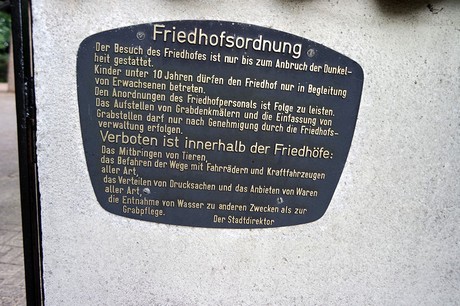 Friedhofsordnung
Der Besuch des Friedhofes ist nur bis zum Anbruch der Dunkel-
heit gestattet.
Kinder unter 10 Jahren dürfen den Friedhof nur in Begleitung
von Erwachsenen betreten.
Den Anordnungen des Friedhofpersonals ist Folge zu leisten.
Das Aufstellen von Grabdenkmälern und die Einfassung von
Grabstellen darf nur nach Genehmigung durch die Friedhofs-
verwaltung erfolgen.
Verboten ist innerhalb der Friedhöfe:
Das Mitbringen von Tieren,
das Befahren der Wege mit Fahrrädern und Kraftfahrzeugen
aller Art,
das Verteilen von Drucksachen und das Anbieten von Waren
aller Art,
die Entnahme von Wasser zu anderen Zwecken als zur
Grabpflege.
Der Stadtdirektor